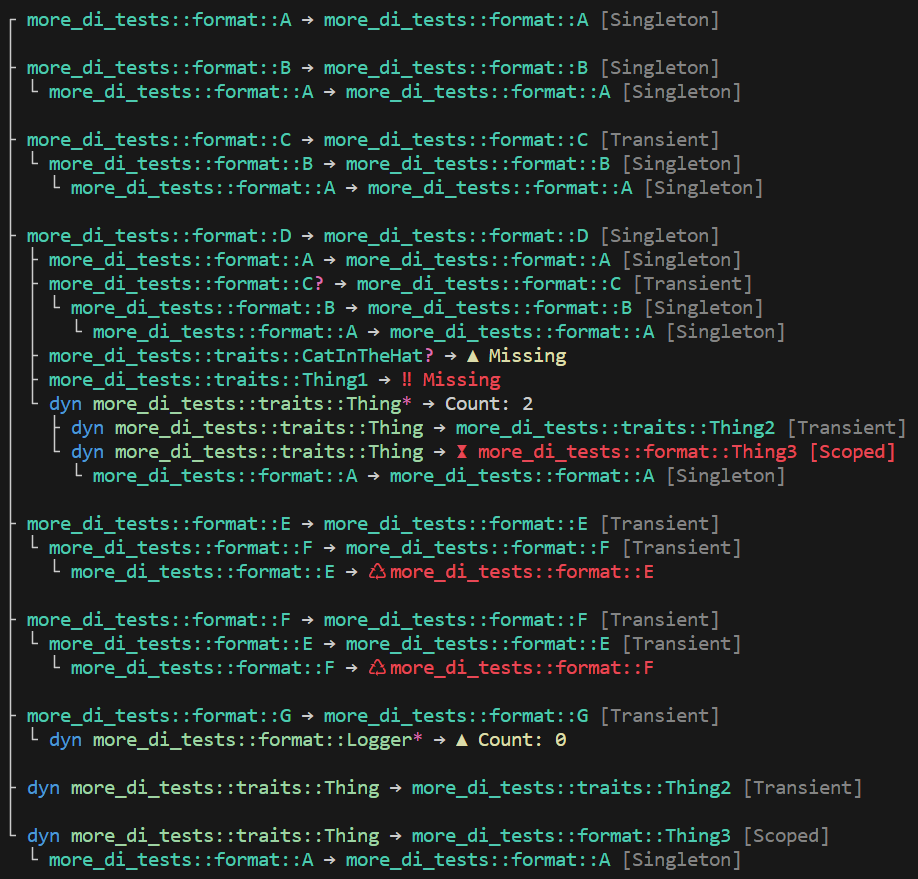 ┌ more_di_tests::format::A → more_di_tests::format::A [Singleton]
├ more_di_tests::format::B → more_di_tests::format::B [Singleton]
│ └ more_di_tests::format::A → more_di_tests::format::A [Singleton]
├ more_di_tests::format::C → more_di_tests::format::C [Transient]
│ └ more_di_tests::format::B → more_di_tests::format::B [Singleton]
│   └ more_di_tests::format::A → more_di_tests::format::A [Singleton]
├ more_di_tests::format::D → more_di_tests::format::D [Singleton]
│ ├ more_di_tests::format::A → more_di_tests::format::A [Singleton]
│ ├ more_di_tests::format::C? → more_di_tests::format::C [Transient]
│ │ └ more_di_tests::format::B → more_di_tests::format::B [Singleton]
│ │   └ more_di_tests::format::A → more_di_tests::format::A [Singleton]
│ ├ more_di_tests::traits::CatInTheHat? → ▲ Missing
│ ├ more_di_tests::traits::Thing1 → ‼ Missing
│ └ dyn more_di_tests::traits::Thing* → Count: 2
│   ├ dyn more_di_tests::traits::Thing → more_di_tests::traits::Thing2 [Transient]
│   └ dyn more_di_tests::traits::Thing → ⧗ more_di_tests::format::Thing3 [Scoped]
│     └ more_di_tests::format::A → more_di_tests::format::A [Singleton]
├ more_di_tests::format::E → more_di_tests::format::E [Transient]
│ └ more_di_tests::format::F → more_di_tests::format::F [Transient]
│   └ more_di_tests::format::E → ♺ more_di_tests::format::E
├ more_di_tests::format::F → more_di_tests::format::F [Transient]
│ └ more_di_tests::format::E → more_di_tests::format::E [Transient]
│   └ more_di_tests::format::F → ♺ more_di_tests::format::F
├ more_di_tests::format::G → more_di_tests::format::G [Transient]
│ └ dyn more_di_tests::format::Logger* → ▲ Count: 0
├ dyn more_di_tests::traits::Thing → more_di_tests::traits::Thing2 [Transient]
└ dyn more_di_tests::traits::Thing → more_di_tests::format::Thing3 [Scoped]
  └ more_di_tests::format::A → more_di_tests::format::A [Singleton]